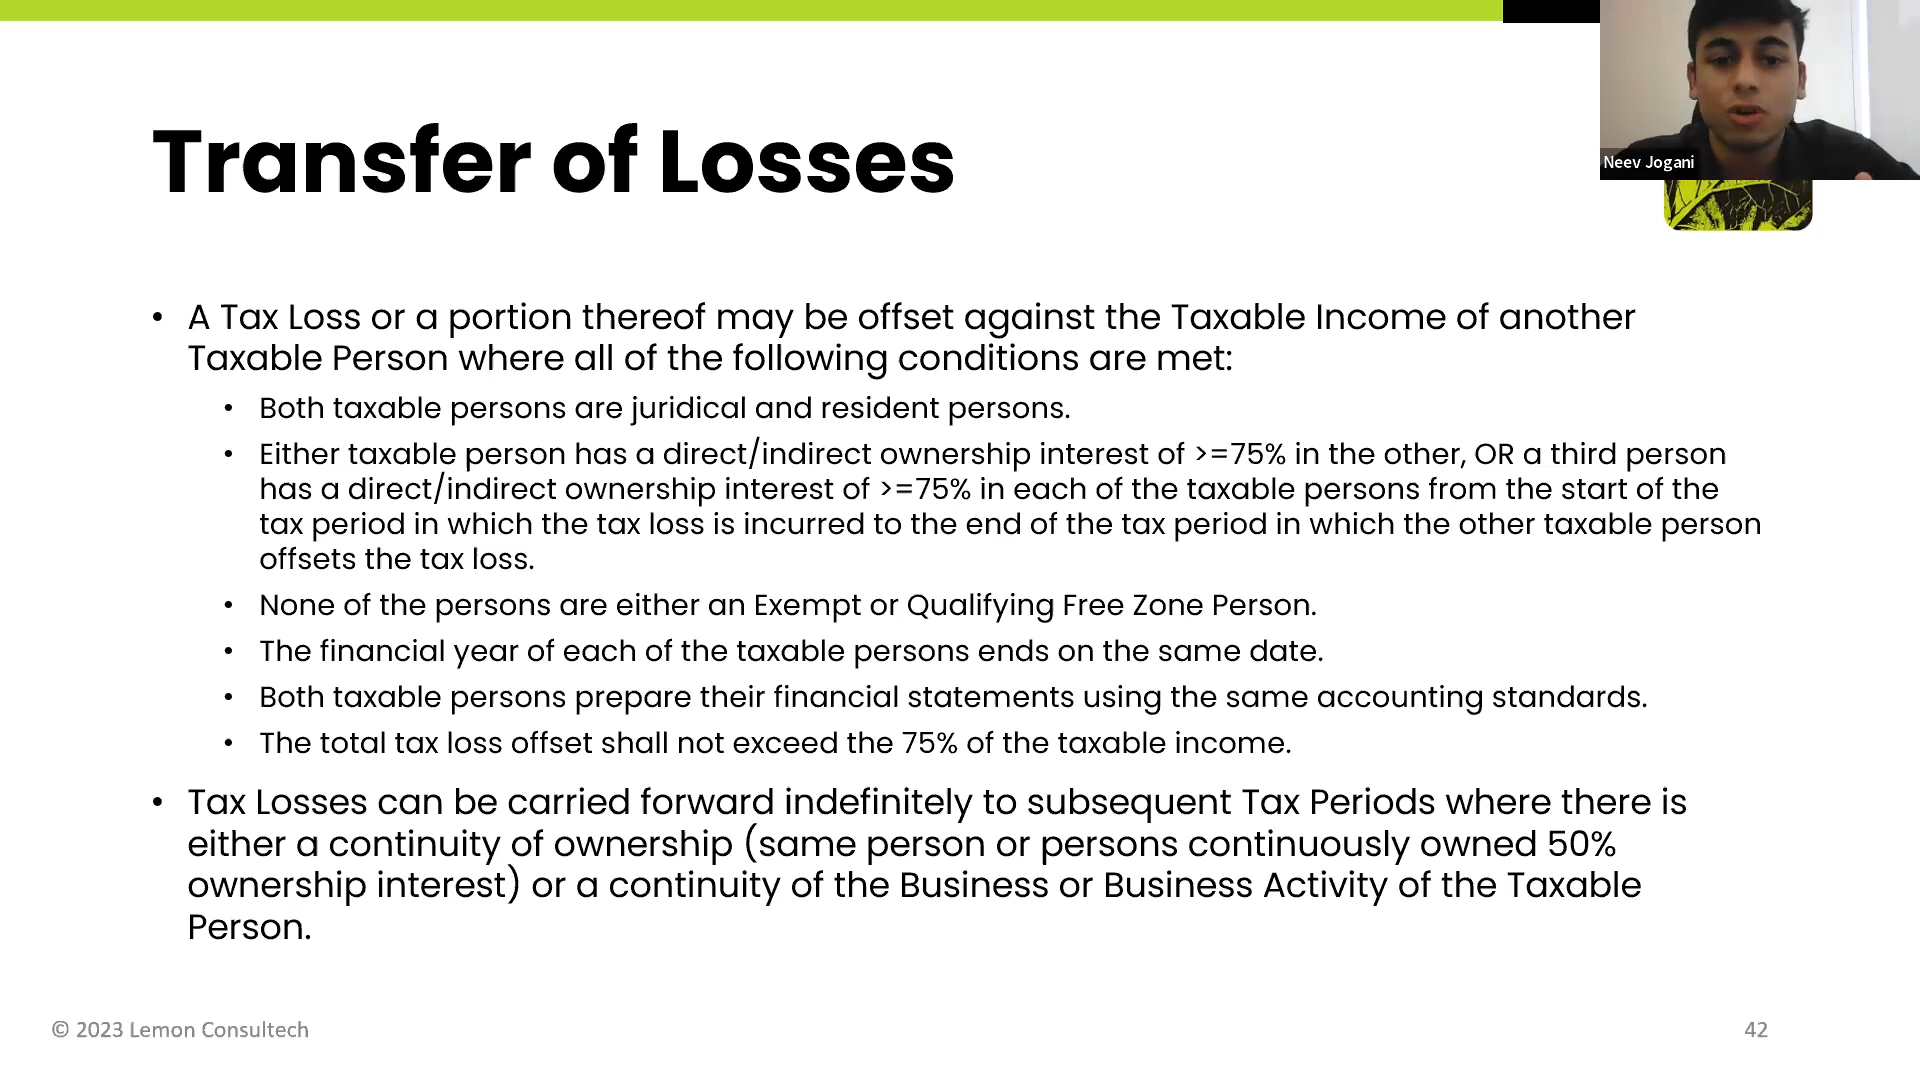 Transfer of Losses
Neev Jogani
• A Tax Loss or a portion thereof may be offset against the Taxable Income of another
Taxable Person where all of the following conditions are met:
• Both taxable persons are juridical and resident persons.
• Either taxable person has a direct/indirect ownership interest of >=75% in the other, OR a third person
has a direct/indirect ownership interest of >=75% in each of the taxable persons from the start of the
tax period in which the tax loss is incurred to the end of the tax period in which the other taxable person
offsets the tax loss.
• None of the persons are either an Exempt or Qualifying Free Zone Person.
• The financial year of each of the taxable persons ends on the same date.
• Both taxable persons prepare their financial statements using the same accounting standards.
• The total tax loss offset shall not exceed the 75% of the taxable income.
• Tax Losses can be carried forward indefinitely to subsequent Tax Periods where there is
either a continuity of ownership (same person or persons continuously owned 50%
ownership interest) or a continuity of the Business or Business Activity of the Taxable
Person.
© 2023 Lemon Consultech
42